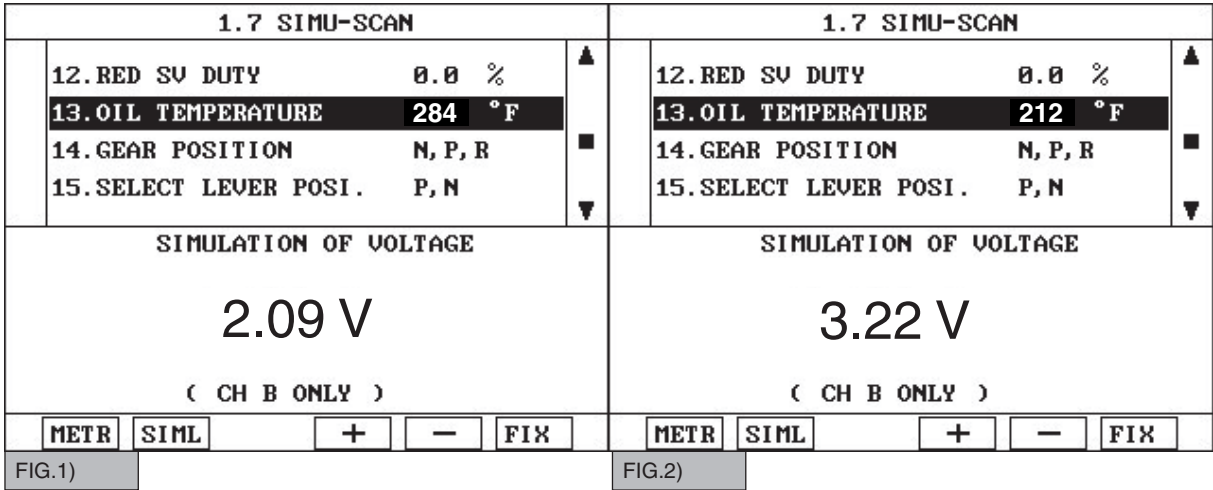 1.7 SIMU-SCAN
12.RED SV DUTY 0.0 %
13.OIL TEMPERATURE 284 °F
14.GEAR POSITION N,P,R
15.SELECT LEVER POSI. P,N
SIMULATION OF VOLTAGE
2.09 V
( CH B ONLY )
METR SIML + − FIX
FIG.1)
1.7 SIMU-SCAN
12.RED SV DUTY 0.0 %
13.OIL TEMPERATURE 212 °F
14.GEAR POSITION N,P,R
15.SELECT LEVER POSI. P,N
SIMULATION OF VOLTAGE
3.22 V
( CH B ONLY )
METR SIML + − FIX
FIG.2)